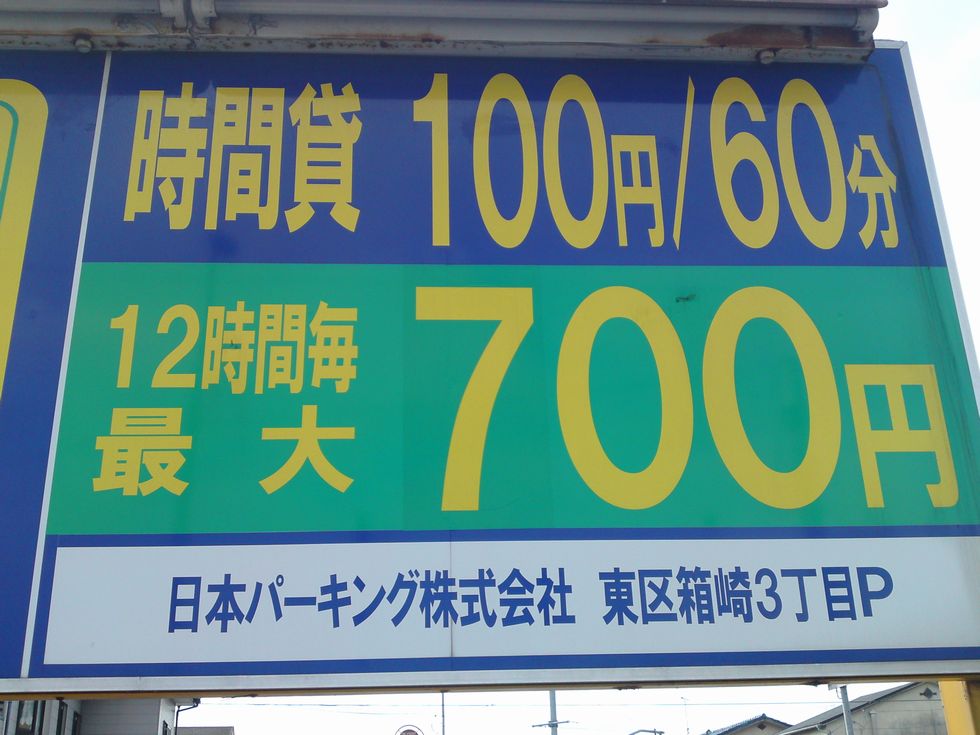 時間貸 100円/60分
12時間毎
最大 700円
日本パーキング株式会社 東区箱崎3丁目P